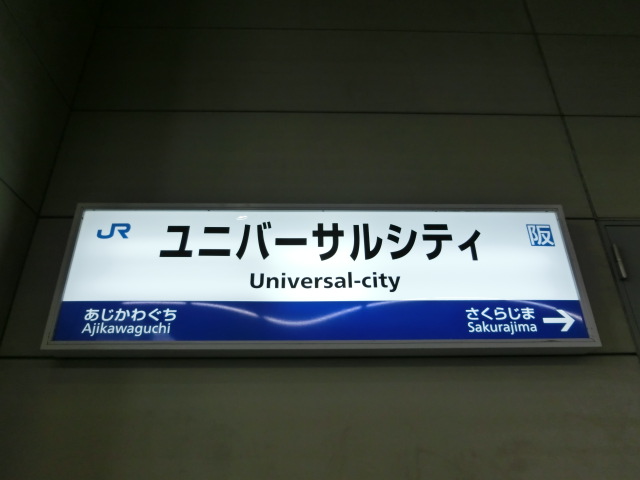 JR
ユニバーサルシティ
阪
Universal-city
あじかわぐち
Ajikawaguchi
さくらじま
Sakurajima →